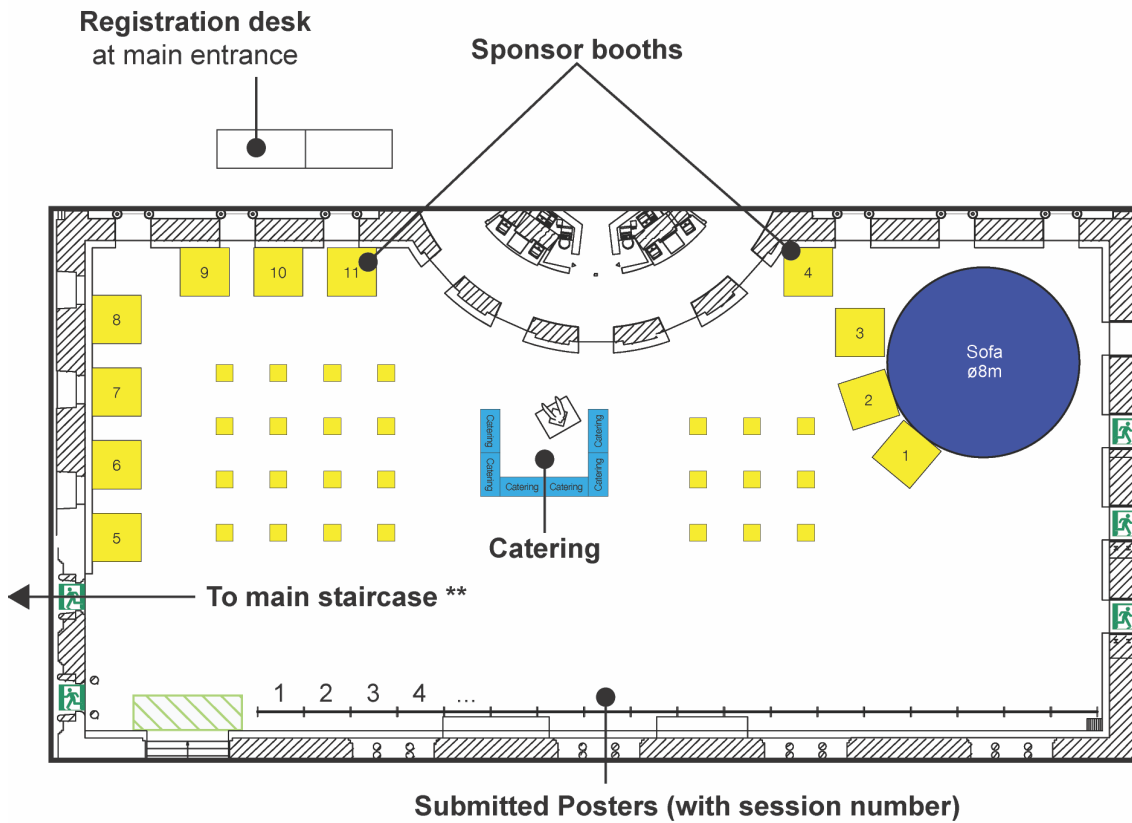 Registration desk
at main entrance
Sponsor booths
9
10
11
4
8
3
Sofa
ø8m
7
2
Catering
Catering
6
1
Catering
Catering
Catering
Catering
5
Catering
To main staircase **
1 2 3 4 ...
Submitted Posters (with session number)